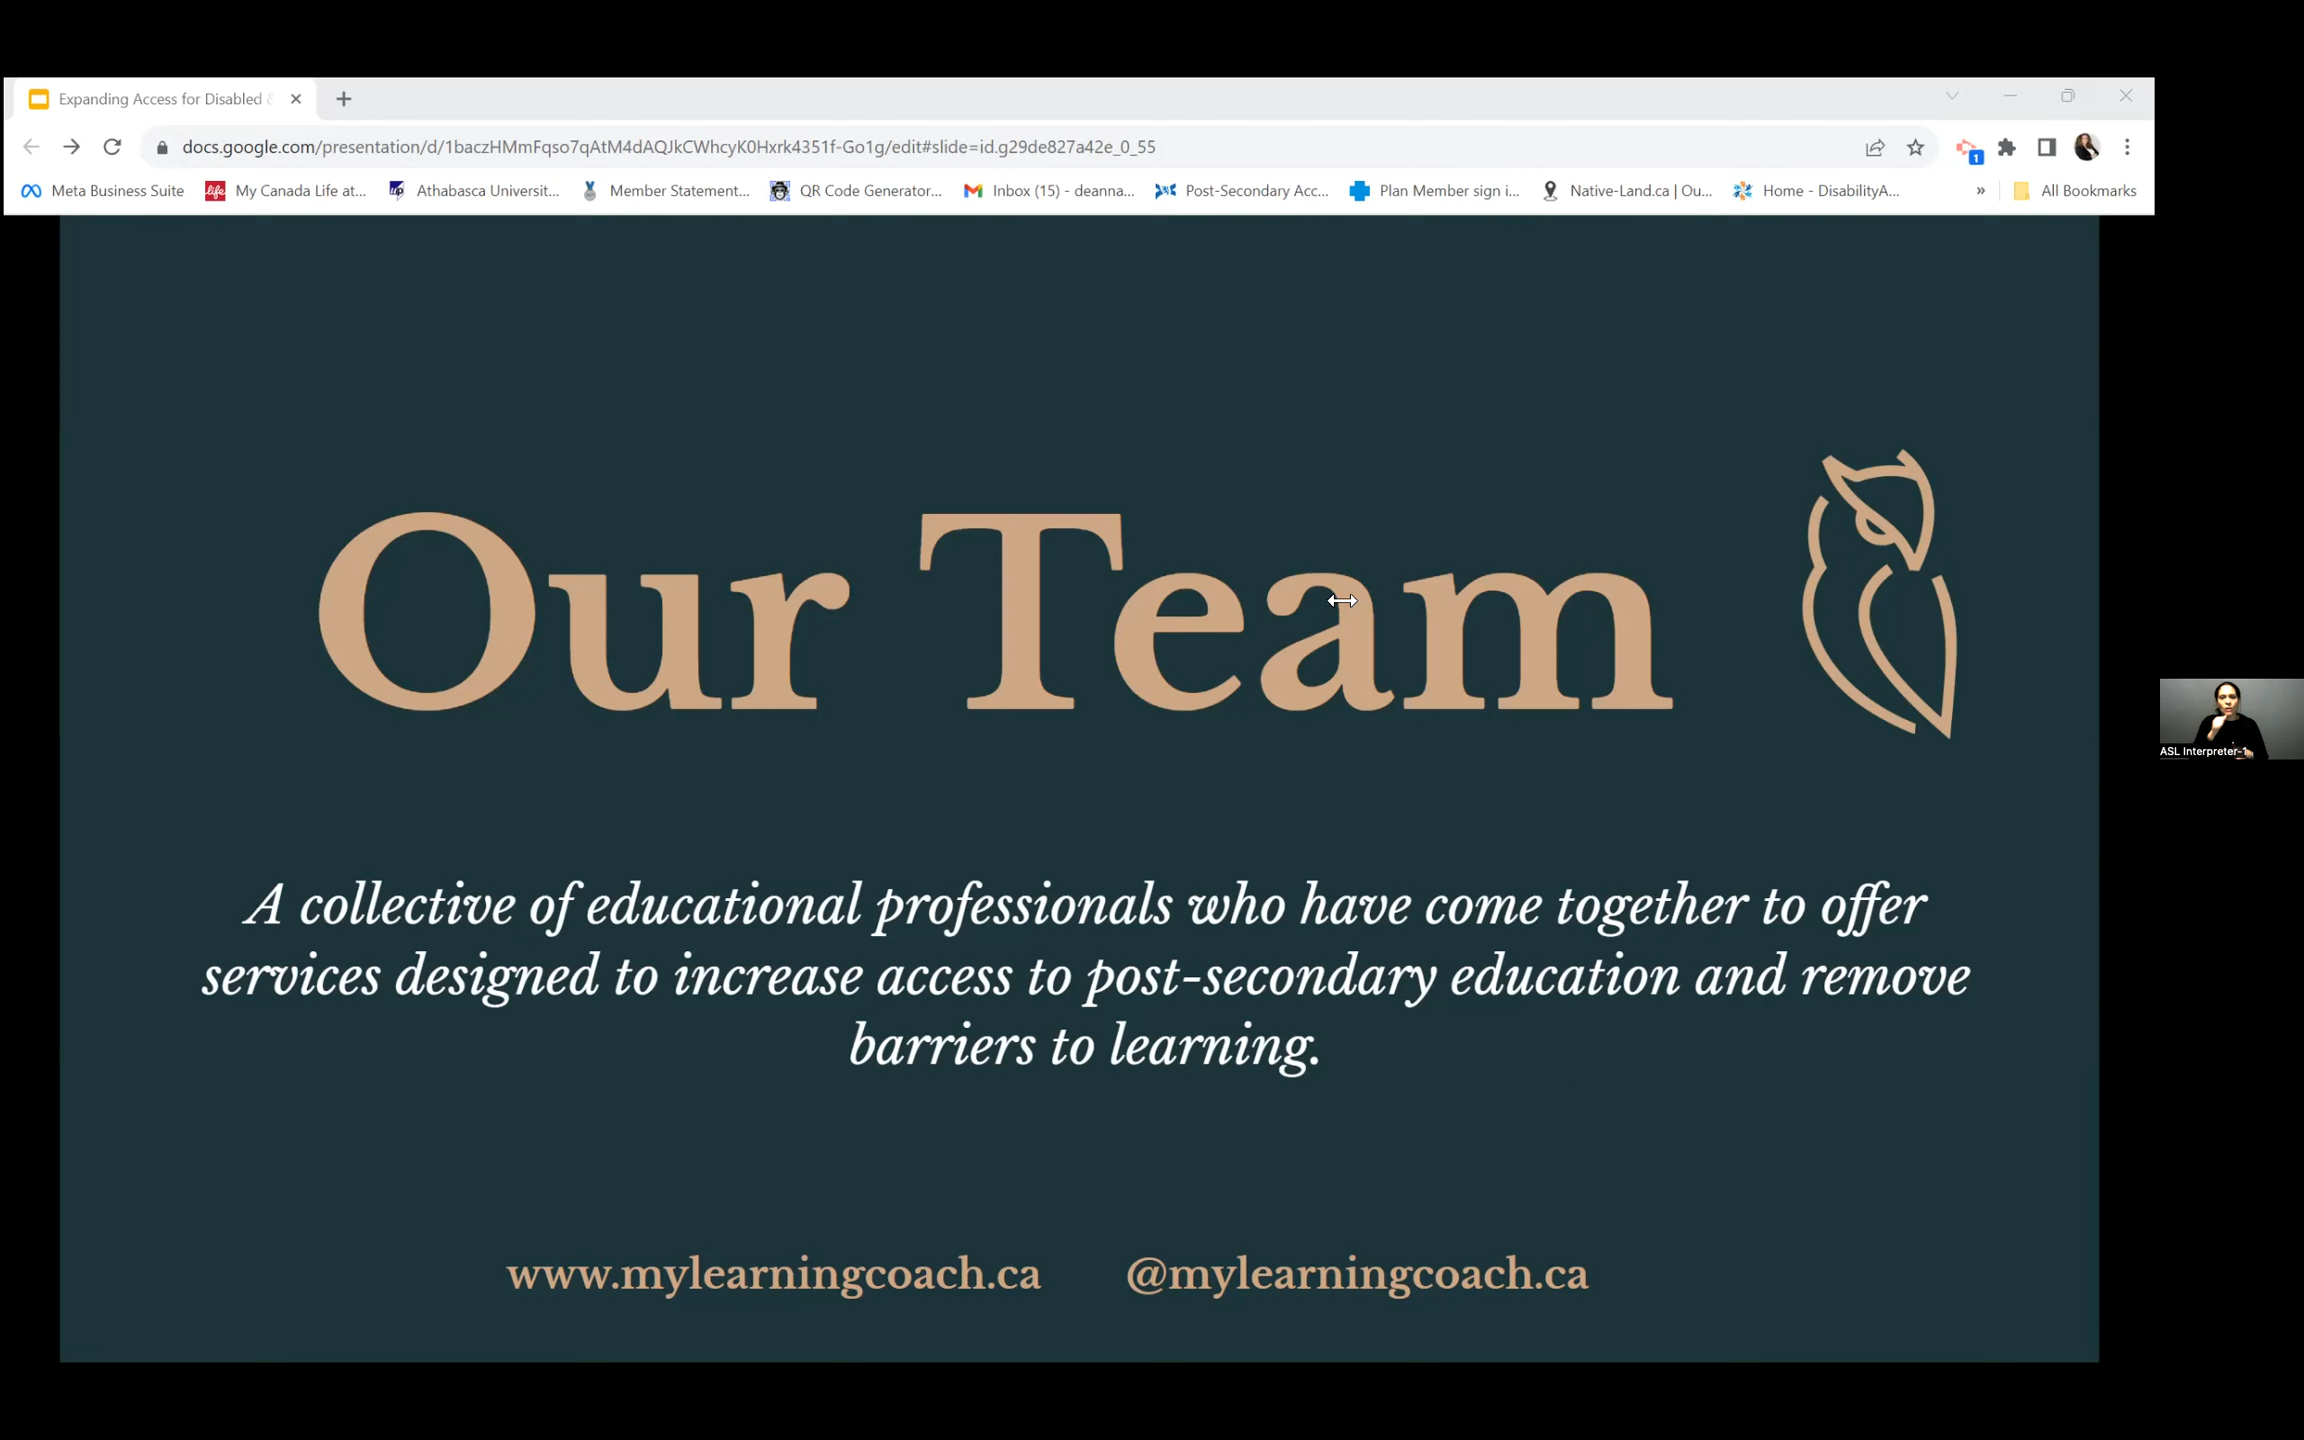 Expanding Access for Disabled &
docs.google.com/presentation/d/1baczHMmFqso7qAtM4dAQJkCWhcyK0Hxrk4351f-Go1g/edit#slide=id.g29de827a42e_0_55
1
Meta Business Suite life My Canada Life at... Athabasca Universit... Member Statement... QR Code Generator... Inbox (15) - deanna... Post-Secondary Acc... Plan Member sign i... Native-Land.ca | Ou... Home - DisabilityA... » All Bookmarks
Our Team
ASL Interpreter-1
A collective of educational professionals who have come together to offer
services designed to increase access to post-secondary education and remove
barriers to learning.
www.mylearningcoach.ca @mylearningcoach.ca